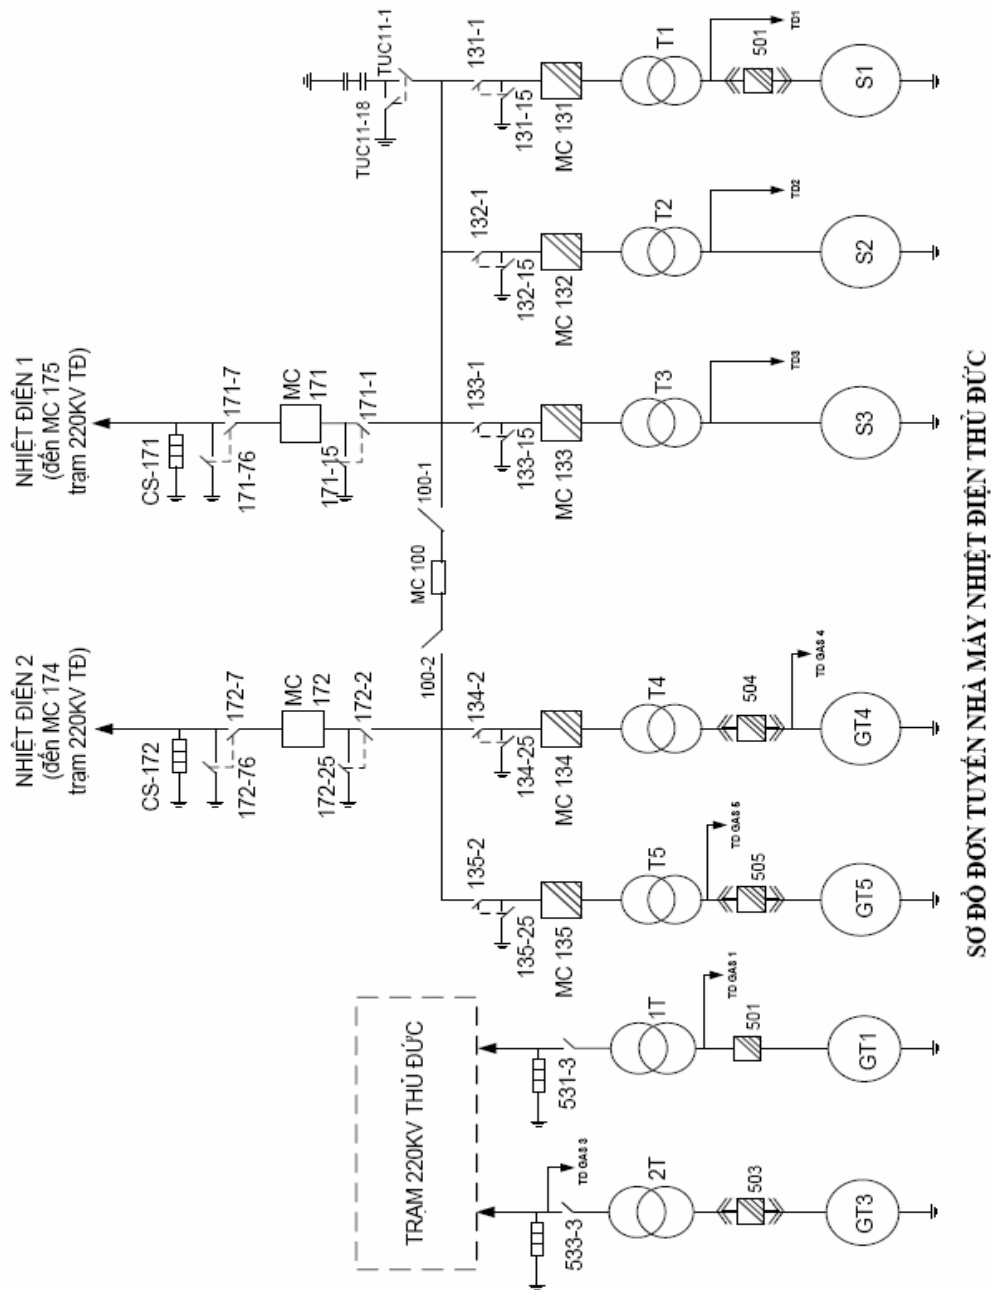 NHIỆT ĐIỆN 2
(đến MC 174
trạm 220KV TĐ)
NHIỆT ĐIỆN 1
(đến MC 175
trạm 220KV TĐ)
CS-172
172-7
172-76
MC
172
172-2
172-25
CS-171
171-7
171-76
MC
171
171-1
171-15
TUC11-1
TUC11-18
100-2
MC 100
100-1
TRẠM 220KV THỦ ĐỨC
533-3
TD GAS 3
2T
503
GT3
531-3
1T
TD GAS 1
501
GT1
135-2
135-25
MC 135
T5
TD GAS 5
505
GT5
134-2
134-25
MC 134
T4
504
TD GAS 4
GT4
133-1
133-15
MC 133
T3
TD3
S3
132-1
132-15
MC 132
T2
TD2
S2
131-1
131-15
MC 131
T1
TD1
501
S1
SƠ ĐỒ ĐƠN TUYẾN NHÀ MÁY NHIỆT ĐIỆN THỦ ĐỨC